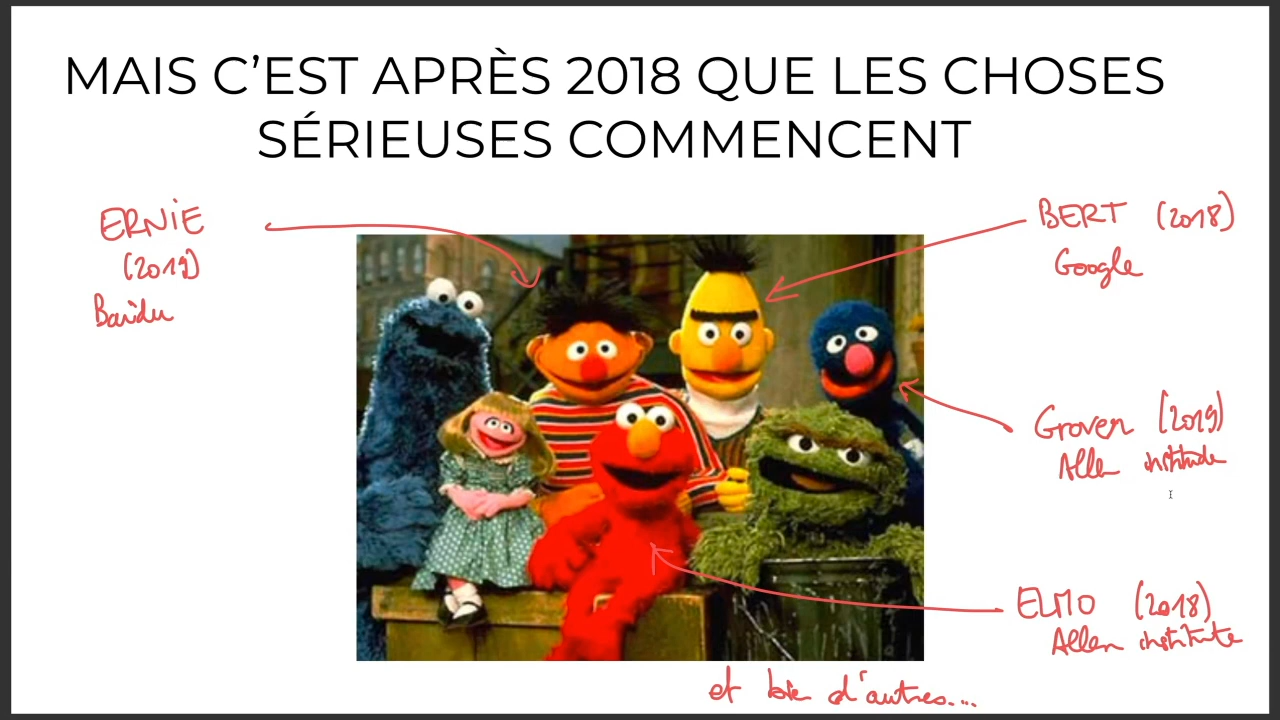 MAIS C'EST APRÈS 2018 QUE LES CHOSES
SÉRIEUSES COMMENCENT
ERNIE
(2019)
Baidu
BERT (2018)
Google
Grover (2019)
Allen institude
ELMO (2018)
Allen institute
et bien d'autres....